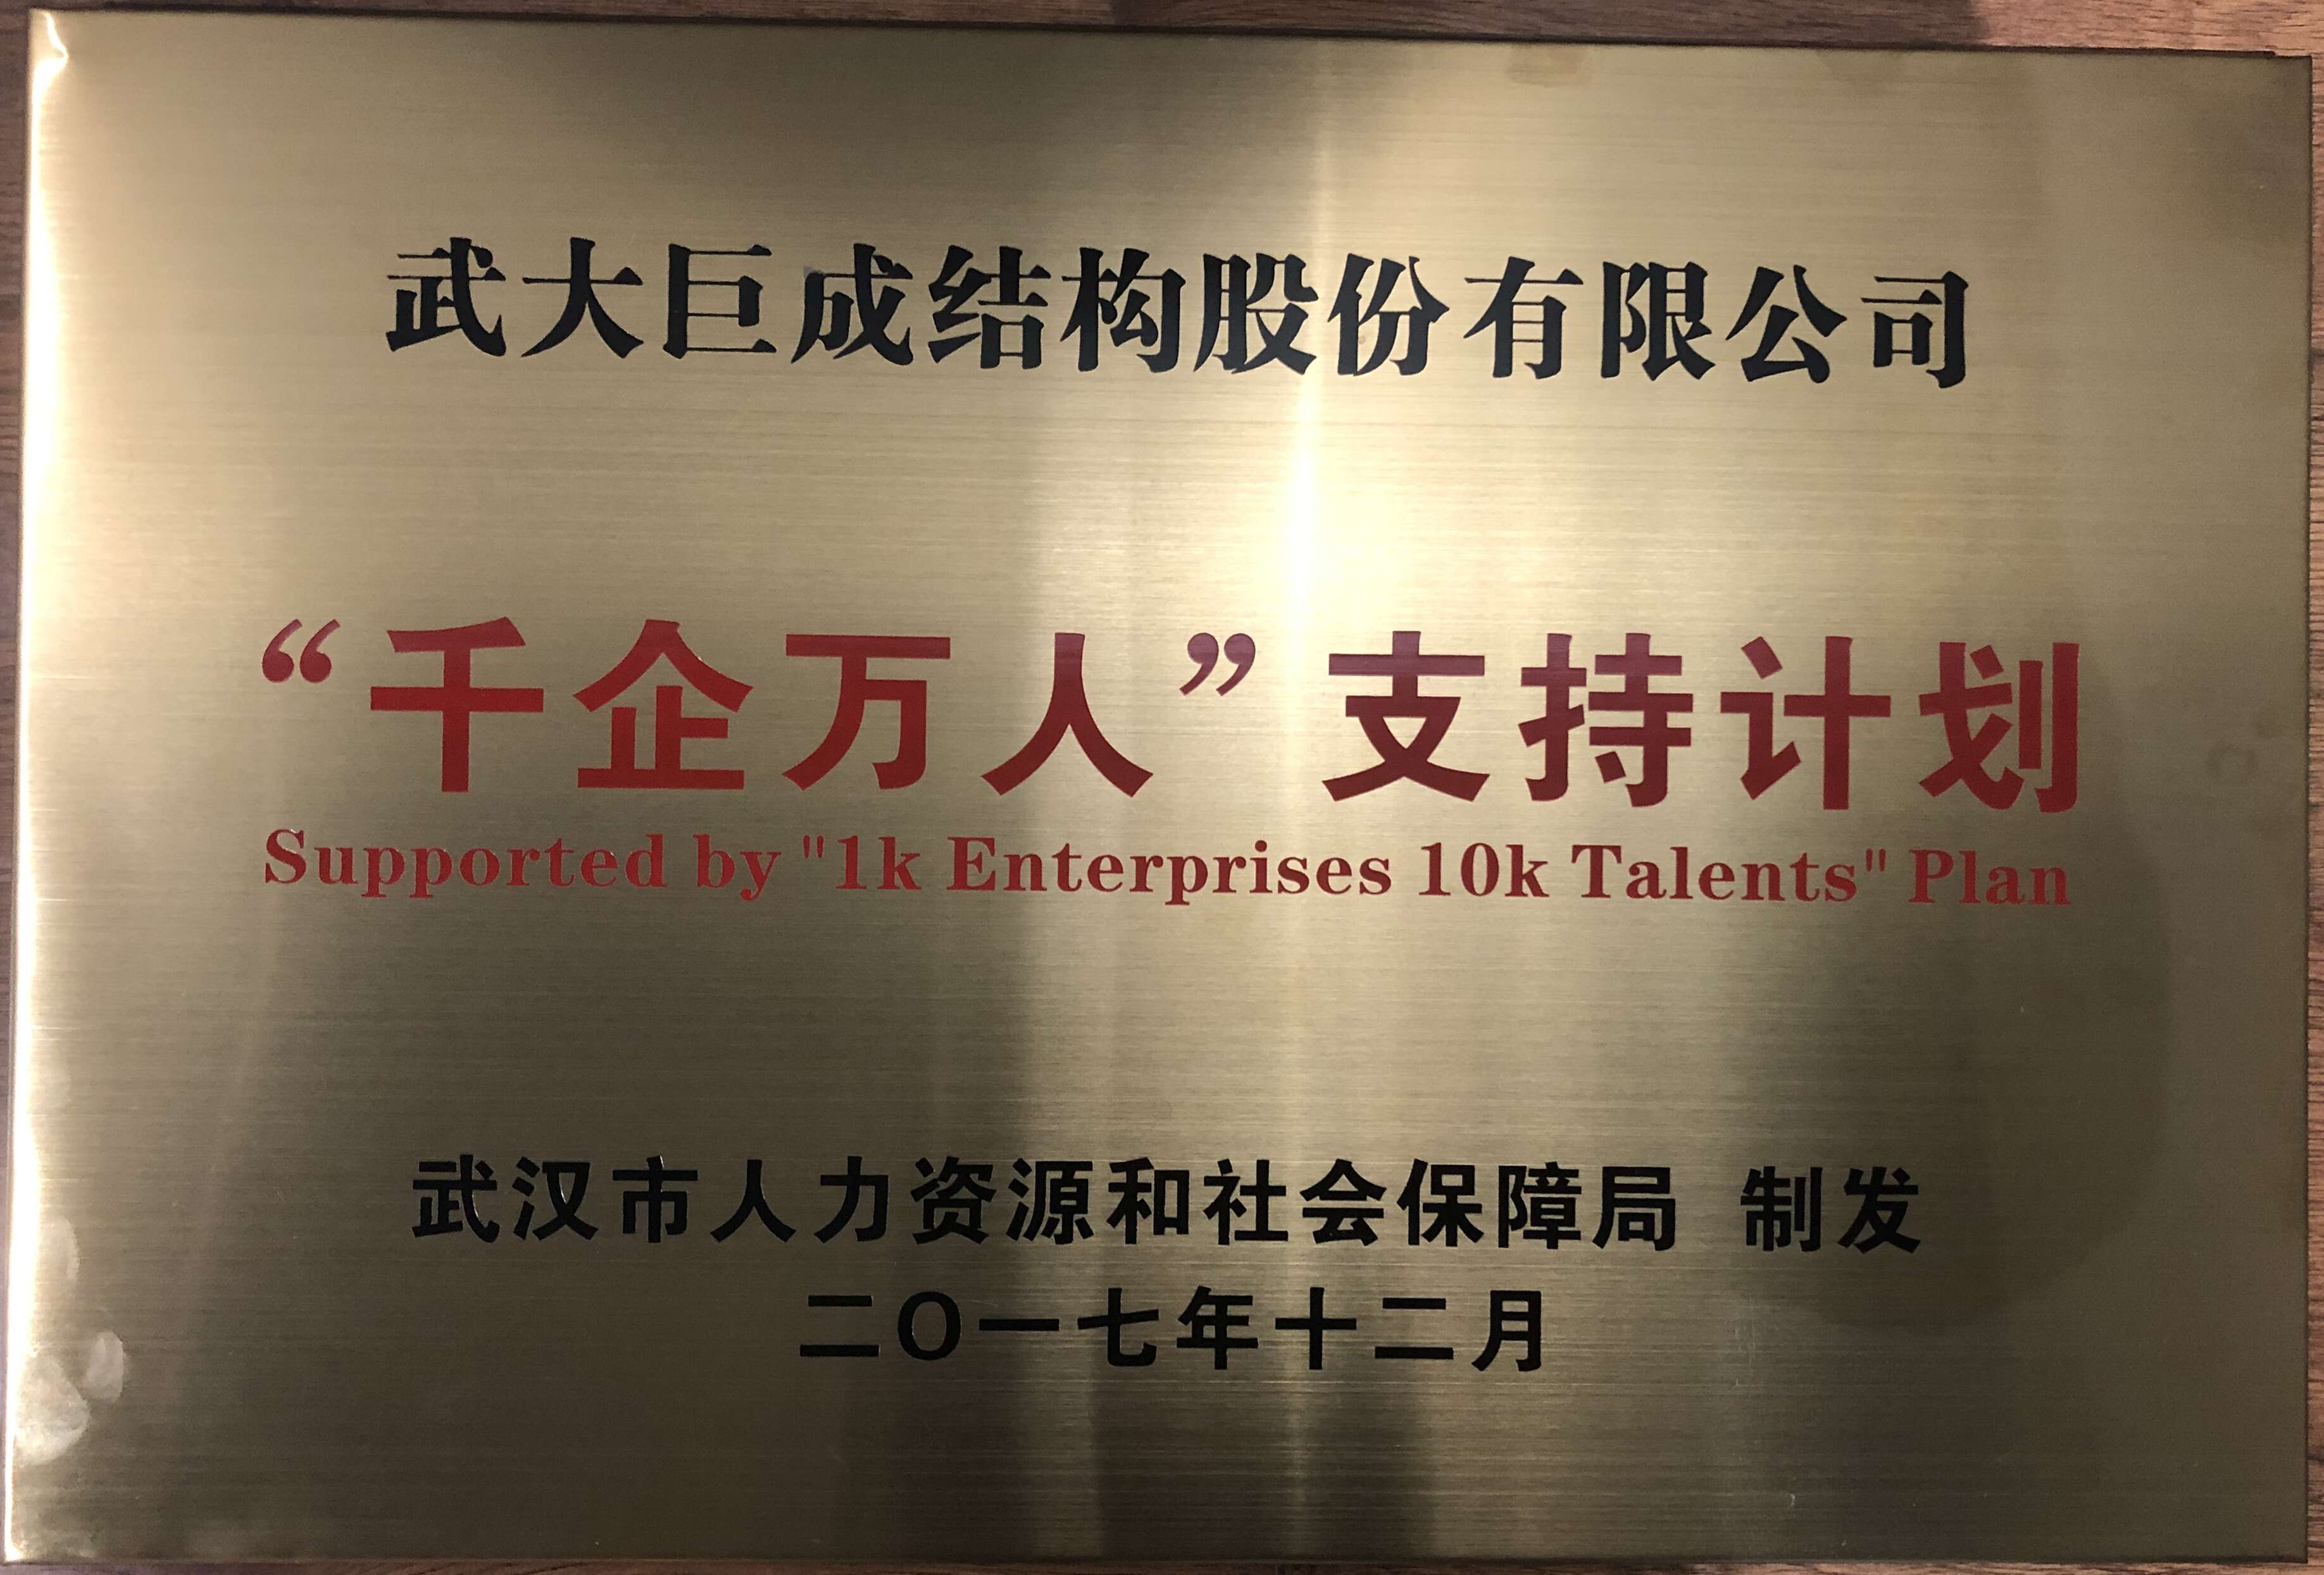 武大巨成结构股份有限公司
“千企万人”支持计划
Supported by "1k Enterprises 10k Talents" Plan
武汉市人力资源和社会保障局 制发
二〇一七年十二月